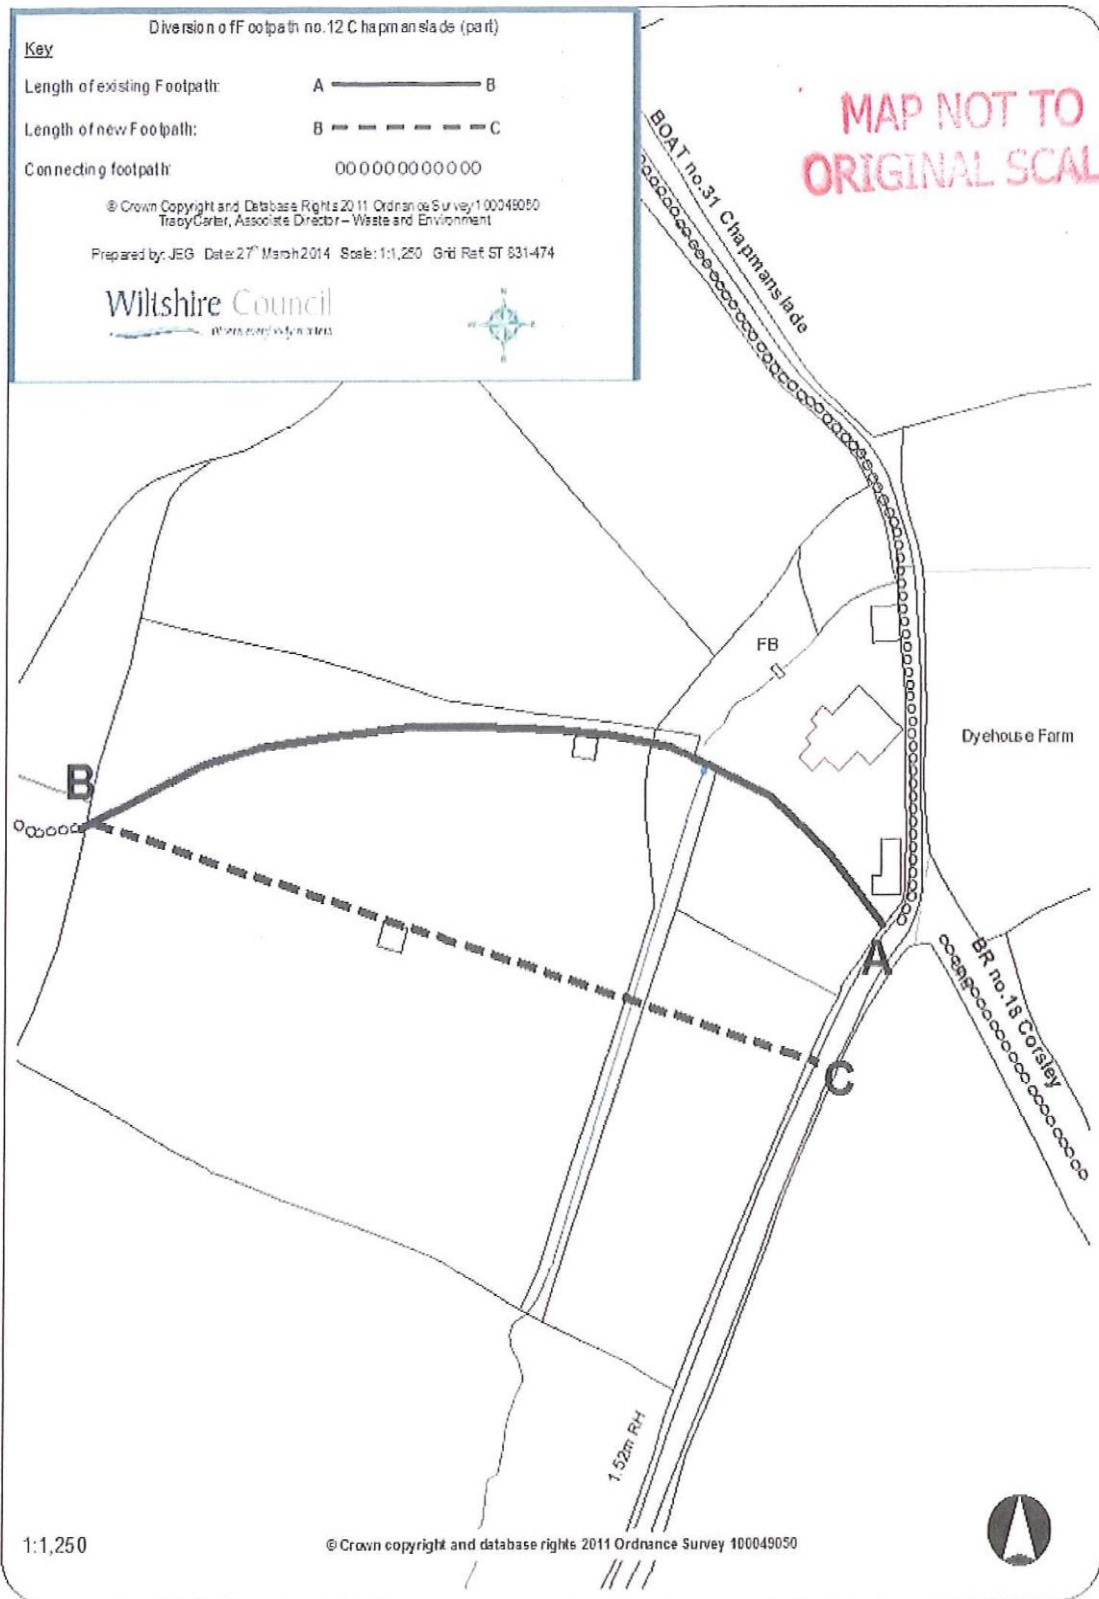 Diversion of Footpath no.12 Chapmanslade (part)
Key
Length of existing Footpath: A B
Length of new Footpath: B C
Connecting footpath: 0000000000000
© Crown Copyright and Database Rights 2011 Ordnance Survey 100049050
Tracy Carter, Associate Director – Waste and Environment
Prepared by: JEG Date: 27th March 2014 Scale: 1:1,250 Grid Ref: ST 831-474
Wiltshire Council
Where everybody matters
N
W E
S
MAP NOT TO
ORIGINAL SCAL
BOAT no.31 Chapmanslade
FB
Dyehouse Farm
B
A
BR no.18 Corsley
C
1.52m RH
1:1,250
© Crown copyright and database rights 2011 Ordnance Survey 100049050